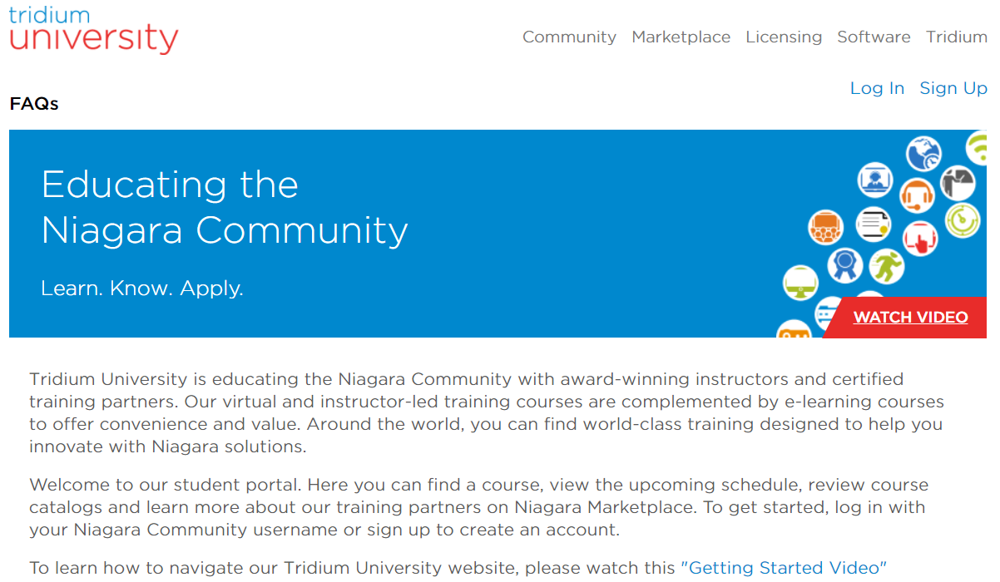 tridium
university
Community Marketplace Licensing Software Tridium
Log In Sign Up
FAQs
Educating the
Niagara Community
Learn. Know. Apply.
WATCH VIDEO
Tridium University is educating the Niagara Community with award-winning instructors and certified
training partners. Our virtual and instructor-led training courses are complemented by e-learning courses
to offer convenience and value. Around the world, you can find world-class training designed to help you
innovate with Niagara solutions.
Welcome to our student portal. Here you can find a course, view the upcoming schedule, review course
catalogs and learn more about our training partners on Niagara Marketplace. To get started, log in with
your Niagara Community username or sign up to create an account.
To learn how to navigate our Tridium University website, please watch this "Getting Started Video"